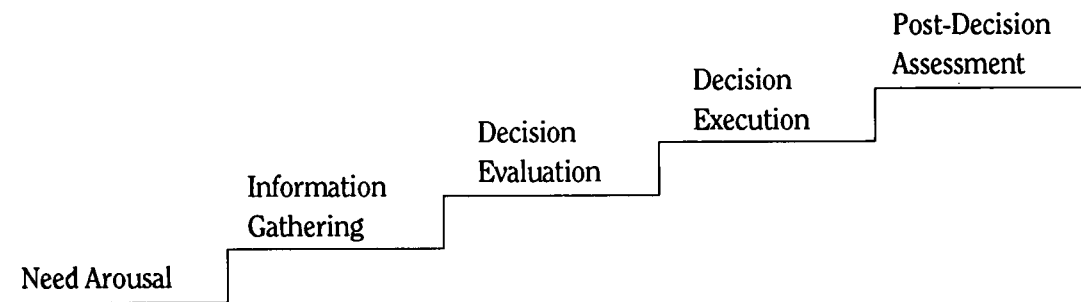 Need Arousal
Information
Gathering
Decision
Evaluation
Decision
Execution
Post-Decision
Assessment